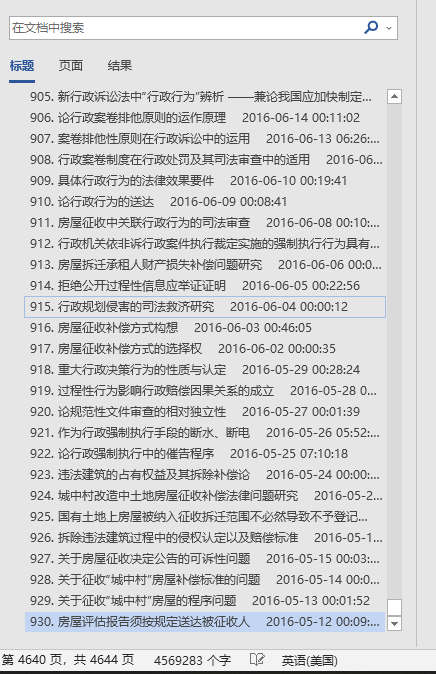 在文档中搜索
标题 页面 结果
905. 新行政诉讼法中“行政行为”辨析 ——兼论我国应加快制定...
906. 论行政案卷排他原则的运作原理 2016-06-14 00:11:02
907. 案卷排他性原则在行政诉讼中的运用 2016-06-13 06:26:...
908. 行政案卷制度在行政处罚及其司法审查中的适用 2016-06...
909. 具体行政行为的法律效果要件 2016-06-10 00:19:41
910. 论行政行为的送达 2016-06-09 00:08:41
911. 房屋征收中关联行政行为的司法审查 2016-06-08 00:10:...
912. 行政机关依非诉行政案件执行裁定实施的强制执行行为具有...
913. 房屋拆迁承租人财产损失补偿问题研究 2016-06-06 00:0...
914. 拒绝公开过程性信息应举证证明 2016-06-05 00:22:56
915. 行政规划侵害的司法救济研究 2016-06-04 00:00:12
916. 房屋征收补偿方式构想 2016-06-03 00:46:05
917. 房屋征收补偿方式的选择权 2016-06-02 00:00:35
918. 重大行政决策行为的性质与认定 2016-05-29 00:28:24
919. 过程性行为影响行政赔偿因果关系的成立 2016-05-28 0...
920. 论规范性文件审查的相对独立性 2016-05-27 00:01:39
921. 作为行政强制执行手段的断水、断电 2016-05-26 05:52:...
922. 论行政强制执行中的催告程序 2016-05-25 07:10:18
923. 违法建筑的占有权益及其拆除补偿论 2016-05-24 00:00:...
924. 城中村改造中土地房屋征收补偿法律问题研究 2016-05-2...
925. 国有土地上房屋被纳入征收拆迁范围不必然导致不予登记...
926. 拆除违法建筑过程中的侵权认定以及赔偿标准 2016-05-1...
927. 关于房屋征收决定公告的可诉性问题 2016-05-15 00:03:...
928. 关于征收“城中村”房屋补偿标准的问题 2016-05-14 00:0...
929. 关于征收“城中村”房屋的程序问题 2016-05-13 00:01:52
930. 房屋评估报告须按规定送达被征收人 2016-05-12 00:09:...
第 4640 页，共 4644 页 4569283 个字 英语(美国)